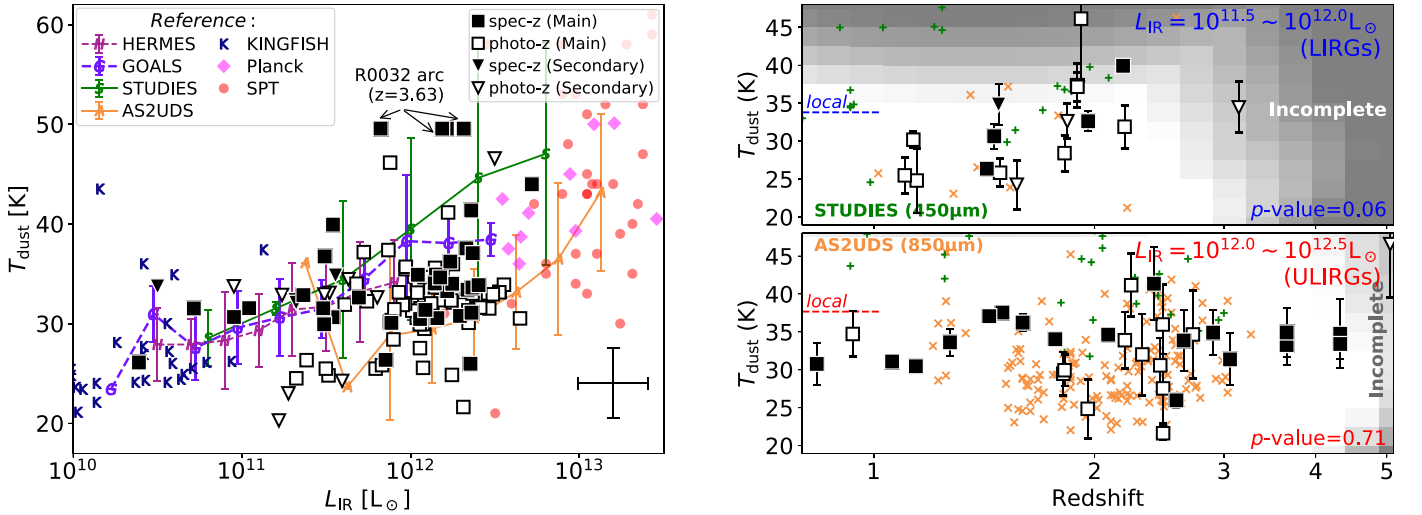 60
50
40
30
20
T_dust [K]
10^10
10^11
10^12
10^13
L_IR [L_⊙]
Reference :
HERMES
GOALS
STUDIES
AS2UDS
KINGFISH
Planck
SPT
spec-z (Main)
photo-z (Main)
spec-z (Secondary)
photo-z (Secondary)
R0032 arc
(z=3.63)
45
40
35
30
25
20
T_dust (K)
L_IR = 10^11.5 ~ 10^12.0 L_⊙
(LIRGs)
local
Incomplete
STUDIES (450μm)
p-value=0.06
45
40
35
30
25
20
T_dust (K)
AS2UDS (850μm)
L_IR = 10^12.0 ~ 10^12.5 L_⊙
(ULIRGs)
local
Incomplete
p-value=0.71
1
2
3
4
5
Redshift